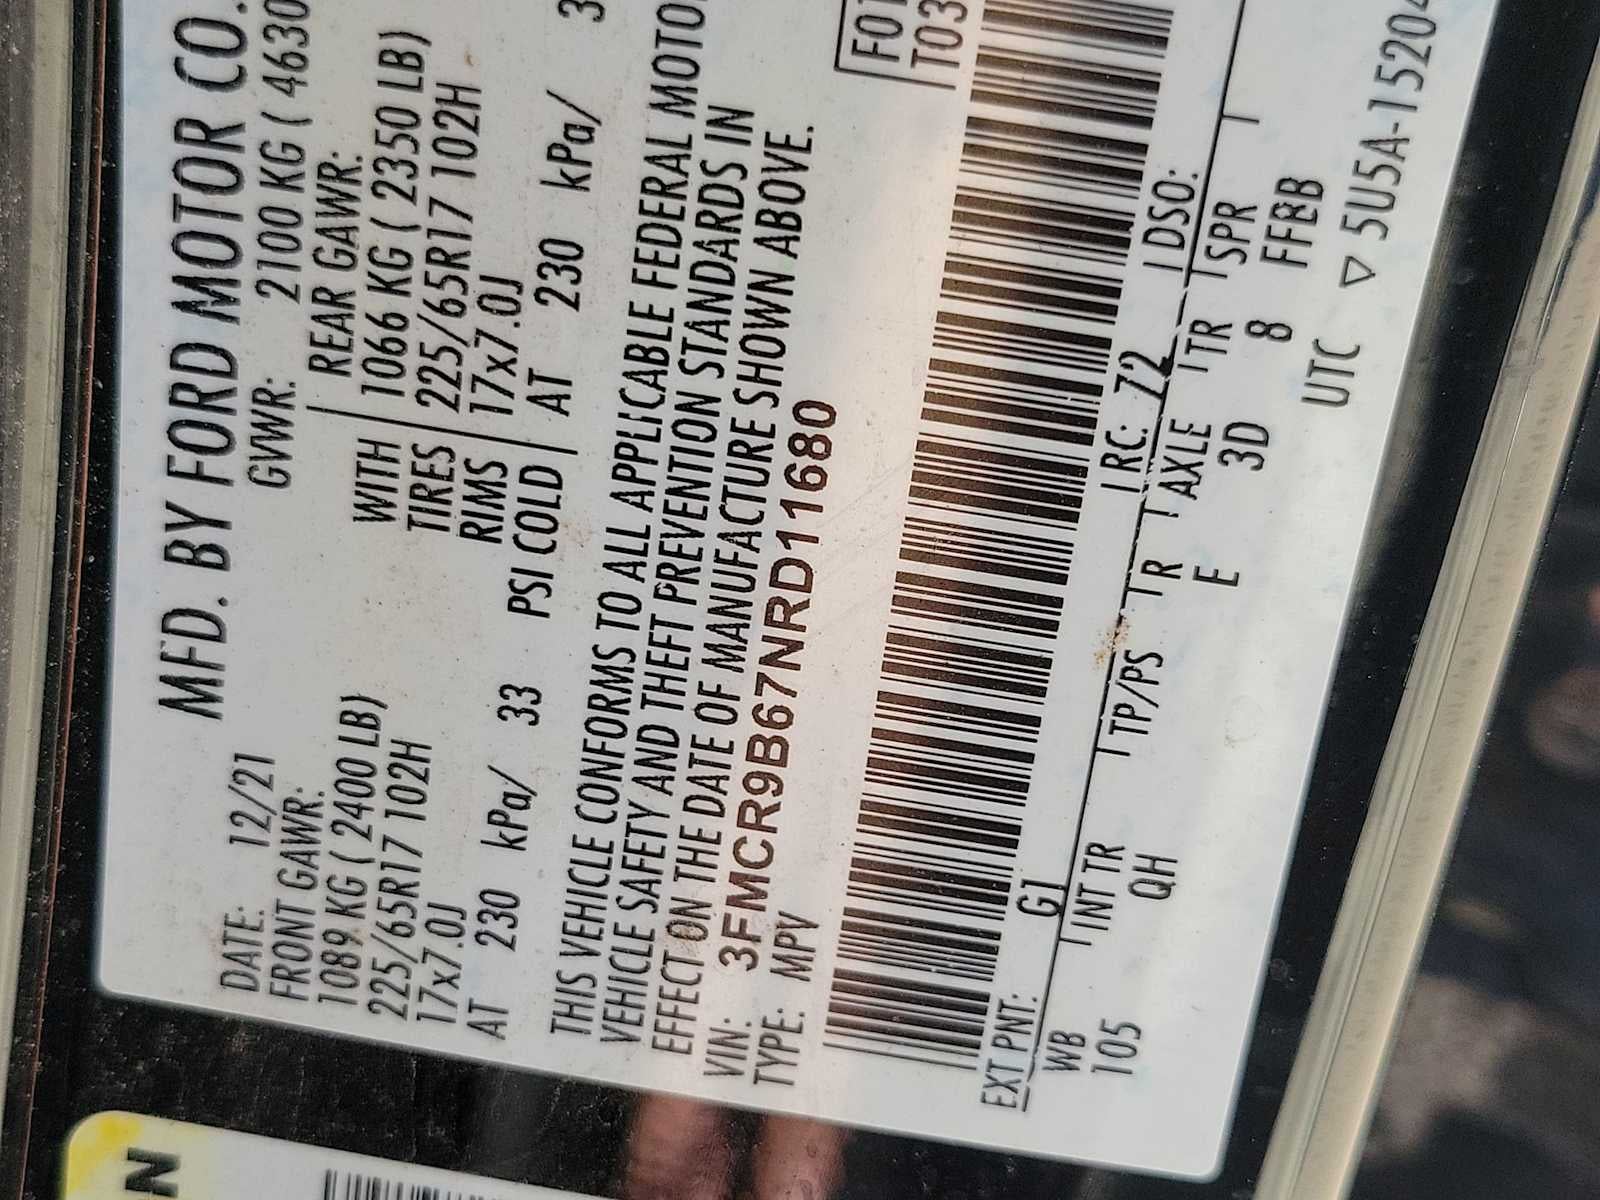 MFD. BY FORD MOTOR CO.
DATE: 12/21 GVWR: 2100 KG ( 4630
FRONT GAWR: REAR GAWR:
1089 KG ( 2400 LB) WITH 1066 KG ( 2350 LB)
225/65R17 102H TIRES 225/65R17 102H
17x7.0J RIMS 17x7.0J
AT 230 kPa/ 33 PSI COLD AT 230 kPa/ 3
THIS VEHICLE CONFORMS TO ALL APPLICABLE FEDERAL MOTO
VEHICLE SAFETY AND THEFT PREVENTION STANDARDS IN
EFFECT ON THE DATE OF MANUFACTURE SHOWN ABOVE.
VIN: 3FMCR9B67NRD11680
TYPE: MPV
F01
T03
EXT PNT: G1 RC: 72 DSO:
WB INT TR TP/PS R AXLE TR SPR
105 QH E 3D 8 FFBB
UTC ▽ 5U5A-15204
N